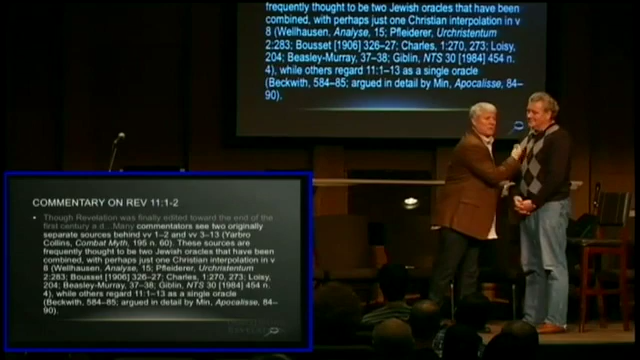 frequently thought to be two Jewish oracles that have been
combined, with perhaps just one Christian interpolation in v
8 (Wellhausen, Analyse, 15; Pfleiderer, Urchristentum
2:283; Bousset [1906] 326–27; Charles, 1:270, 273; Loisy,
204; Beasley-Murray, 37–38; Giblin, NTS 30 [1984] 454 n.
4), while others regard 11:1–13 as a single oracle
(Beckwith, 584–85; argued in detail by Min, Apocalisse, 84–
90).
COMMENTARY ON REV 11:1-2
Though Revelation was finally edited toward the end of the
first century a.d....Many commentators see two originally
separate sources behind vv 1–2 and vv 3–13 (Yarbro
Collins, Combat Myth, 195 n. 60). These sources are
frequently thought to be two Jewish oracles that have been
combined, with perhaps just one Christian interpolation in v
8 (Wellhausen, Analyse, 15; Pfleiderer, Urchristentum
2:283; Bousset [1906] 326–27; Charles, 1:270, 273; Loisy,
204; Beasley-Murray, 37–38; Giblin, NTS 30 [1984] 454 n.
4), while others regard 11:1–13 as a single oracle
(Beckwith, 584–85; argued in detail by Min, Apocalisse, 84–
90).
REVELATION